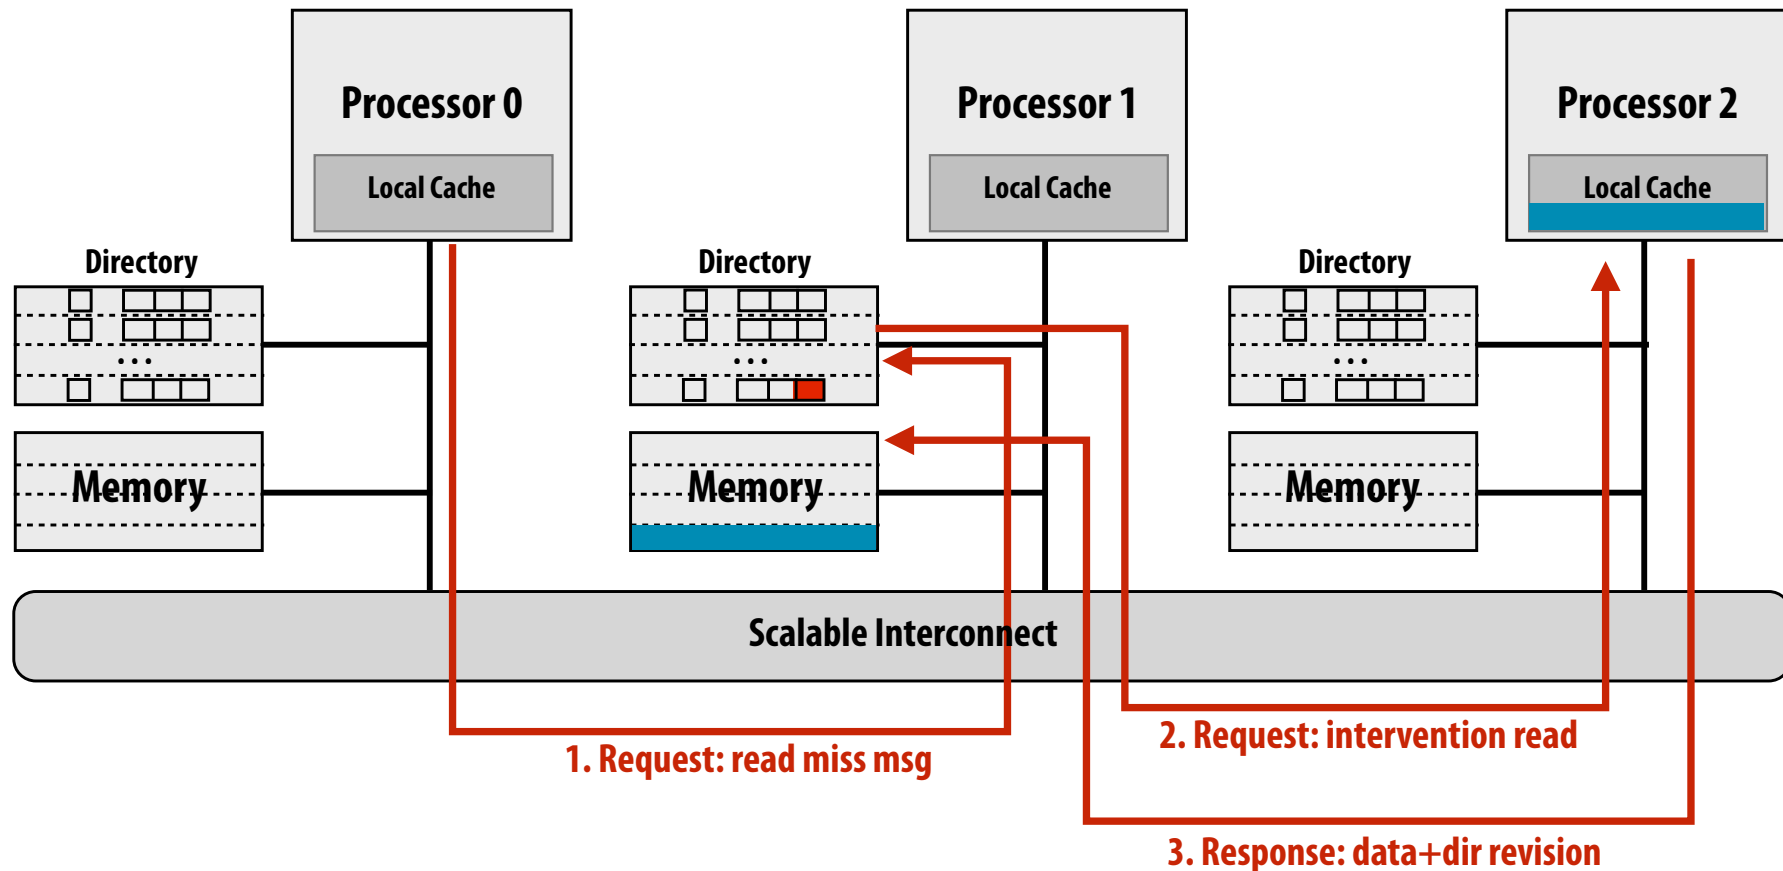 Processor 0
Processor 1
Processor 2
Local Cache
Local Cache
Local Cache
Directory
Directory
Directory
...
...
...
Memory
Memory
Memory
Scalable Interconnect
1. Request: read miss msg
2. Request: intervention read
3. Response: data+dir revision